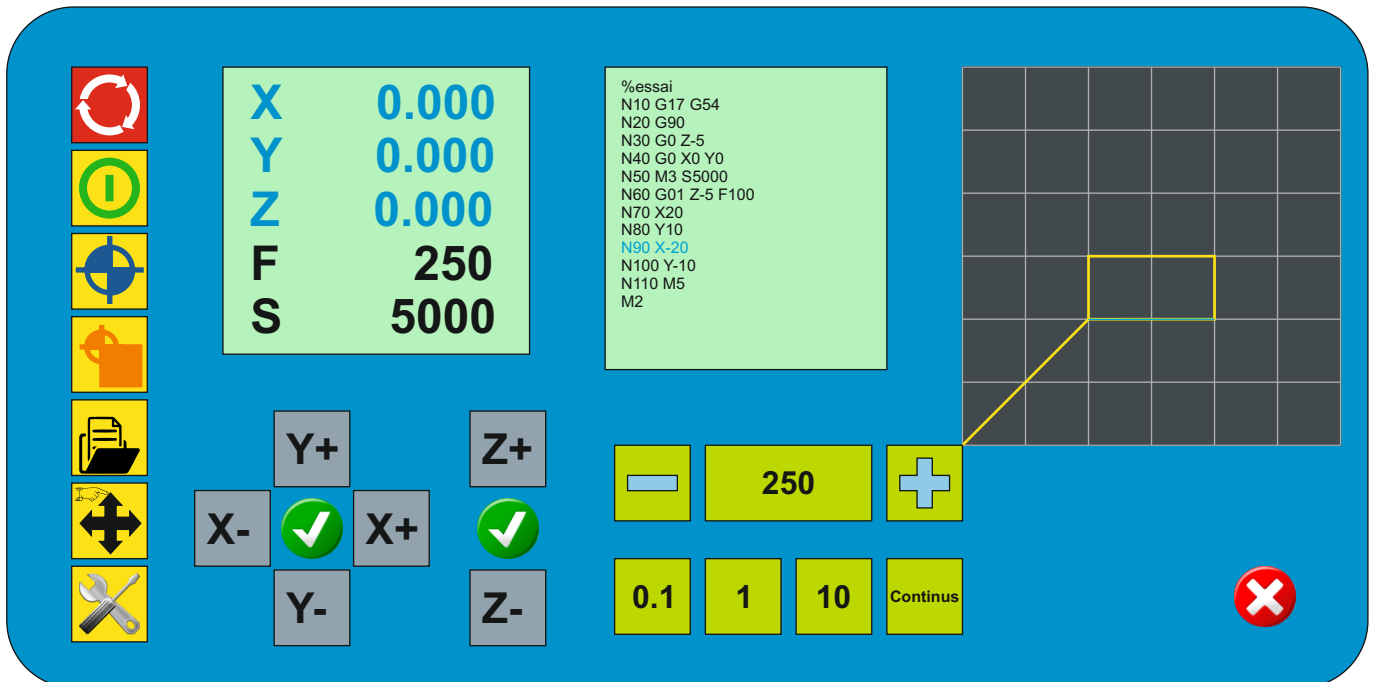 X 0.000
Y 0.000
Z 0.000
F 250
S 5000
%essai
N10 G17 G54
N20 G90
N30 G0 Z-5
N40 G0 X0 Y0
N50 M3 S5000
N60 G01 Z-5 F100
N70 X20
N80 Y10
N90 X-20
N100 Y-10
N110 M5
M2
Y+
Z+
X-
X+
Y-
Z-
250
0.1
1
10
Continus